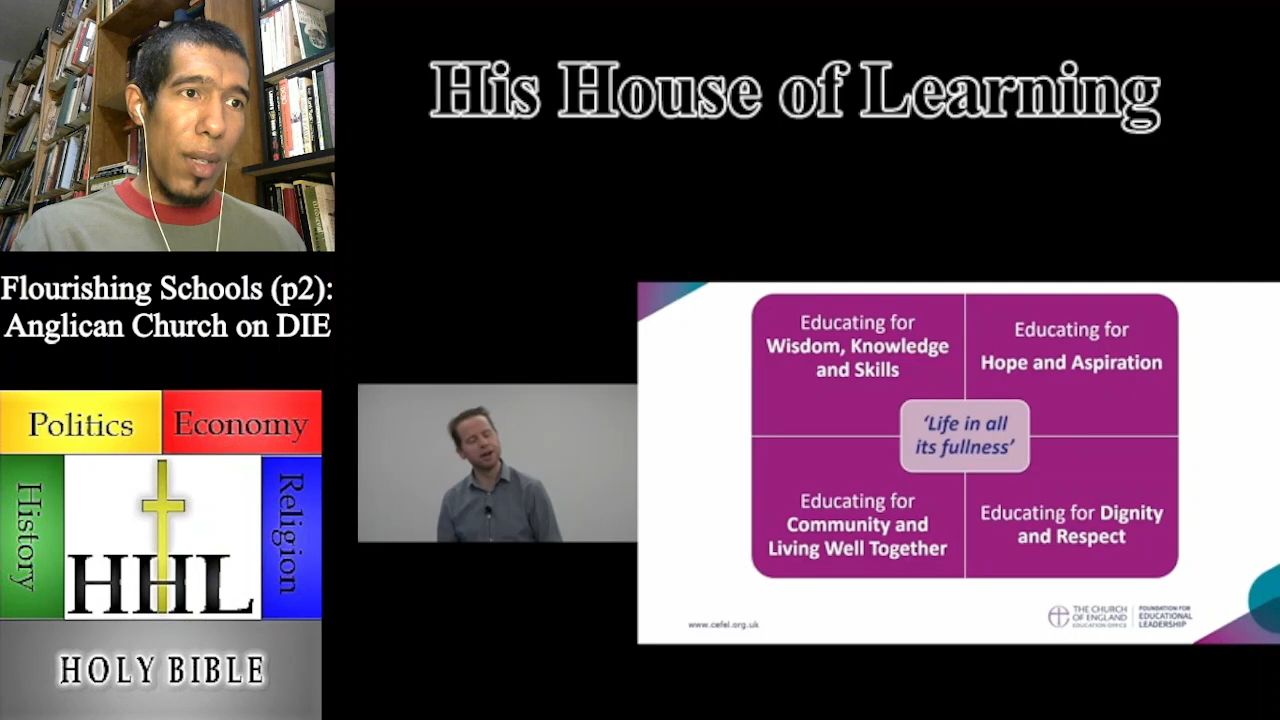 His House of Learning
Flourishing Schools (p2):
Anglican Church on DIE
Politics
Economy
History
Religion
HHL
HOLY BIBLE
Educating for
Wisdom, Knowledge
and Skills
Educating for
Hope and Aspiration
'Life in all
its fullness'
Educating for
Community and
Living Well Together
Educating for Dignity
and Respect
www.cefel.org.uk
THE CHURCH
OF ENGLAND
EDUCATION OFFICE
FOUNDATION FOR
EDUCATIONAL
LEADERSHIP